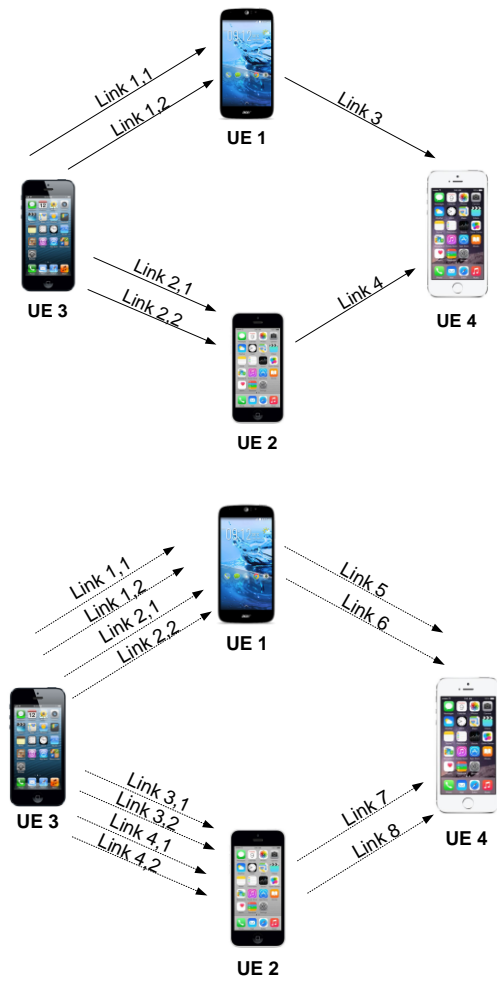 Link 1,1
Link 1,2
UE 1
Link 3
UE 3
Link 2,1
Link 2,2
Link 4
UE 4
UE 2
Link 1,1
Link 1,2
Link 2,1
Link 2,2
UE 1
Link 5
Link 6
UE 3
Link 3,1
Link 3,2
Link 4,1
Link 4,2
Link 7
Link 8
UE 4
UE 2